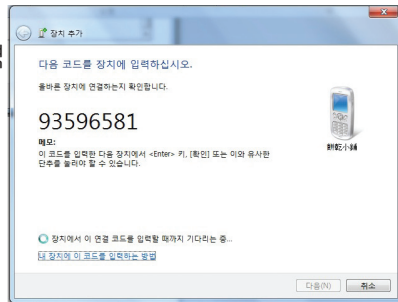 장치 추가
다음 코드를 장치에 입력하십시오.
올바른 장치에 연결하는지 확인합니다.
93596581
메모:
이 코드를 입력한 다음 장치에서 <Enter> 키, [확인] 또는 이와 유사한
단추를 눌러야 할 수 있습니다.
餅乾小鋪
장치에서 이 연결 코드를 입력할 때까지 기다리는 중...
내 장치에 이 코드를 입력하는 방법
다음(N)
취소